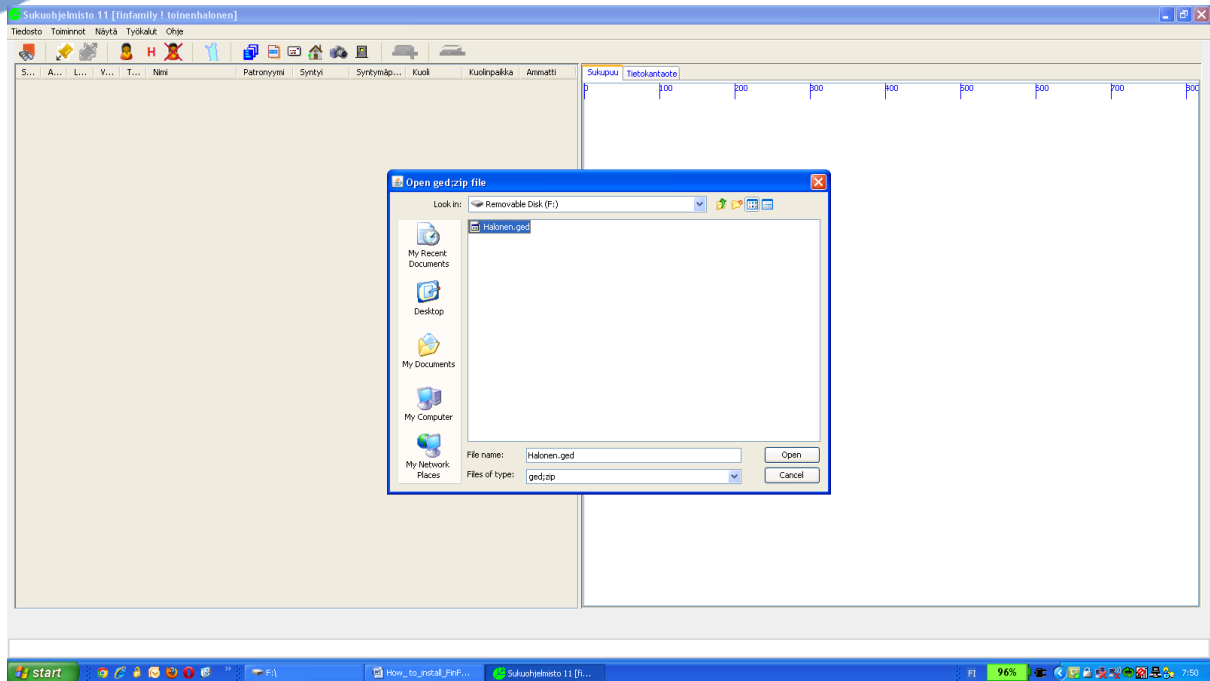 Sukuohjelmisto 11 [finfamily ! toinenhalonen]
Tiedosto Toiminnot Näytä Työkalut Ohje
H
S... A... L... V... T... Nimi Patronyymi Syntyi Syntymäp... Kuoli Kuolinpaikka Ammatti
Sukupuu Tietokantaote
0 100 200 300 400 500 600 700 800
Open ged;zip file
Look in: Removable Disk (F:)
Halonen.ged
My Recent
Documents
Desktop
My Documents
My Computer
My Network
Places
File name: Halonen.ged Open
Files of type: ged;zip Cancel
start F:\ How_to_install_FinF... Sukuohjelmisto 11 [fi... FI 96% 7:50